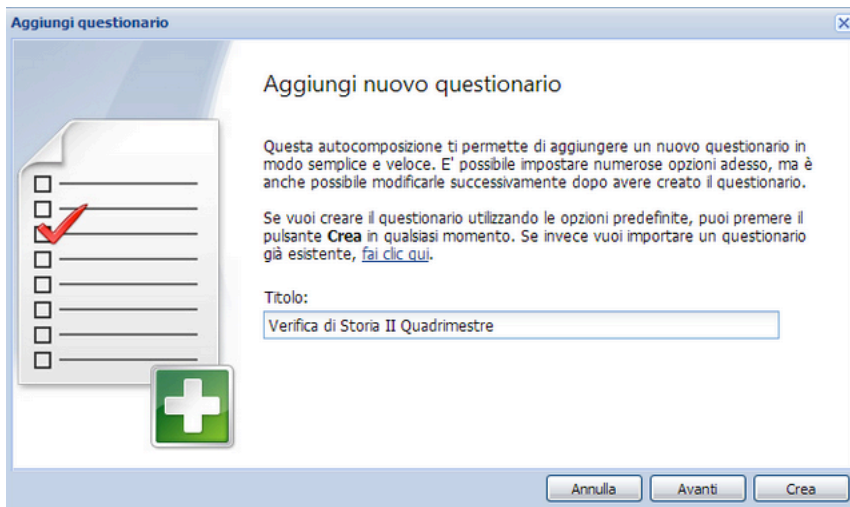 Aggiungi questionario
Aggiungi nuovo questionario
Questa autocomposizione ti permette di aggiungere un nuovo questionario in
modo semplice e veloce. E' possibile impostare numerose opzioni adesso, ma è
anche possibile modificarle successivamente dopo avere creato il questionario.
Se vuoi creare il questionario utilizzando le opzioni predefinite, puoi premere il
pulsante Crea in qualsiasi momento. Se invece vuoi importare un questionario
già esistente, fai clic qui.
Titolo:
Verifica di Storia II Quadrimestre
Annulla Avanti Crea